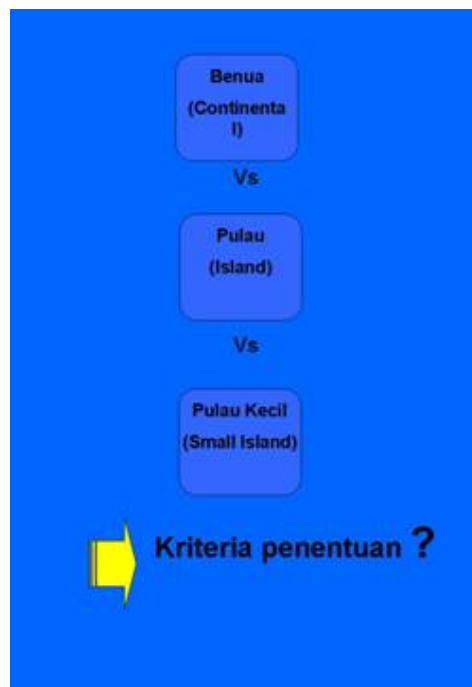 Benua
(Continenta
l)
Vs
Pulau
(Island)
Vs
Pulau Kecil
(Small Island)
Kriteria penentuan ?